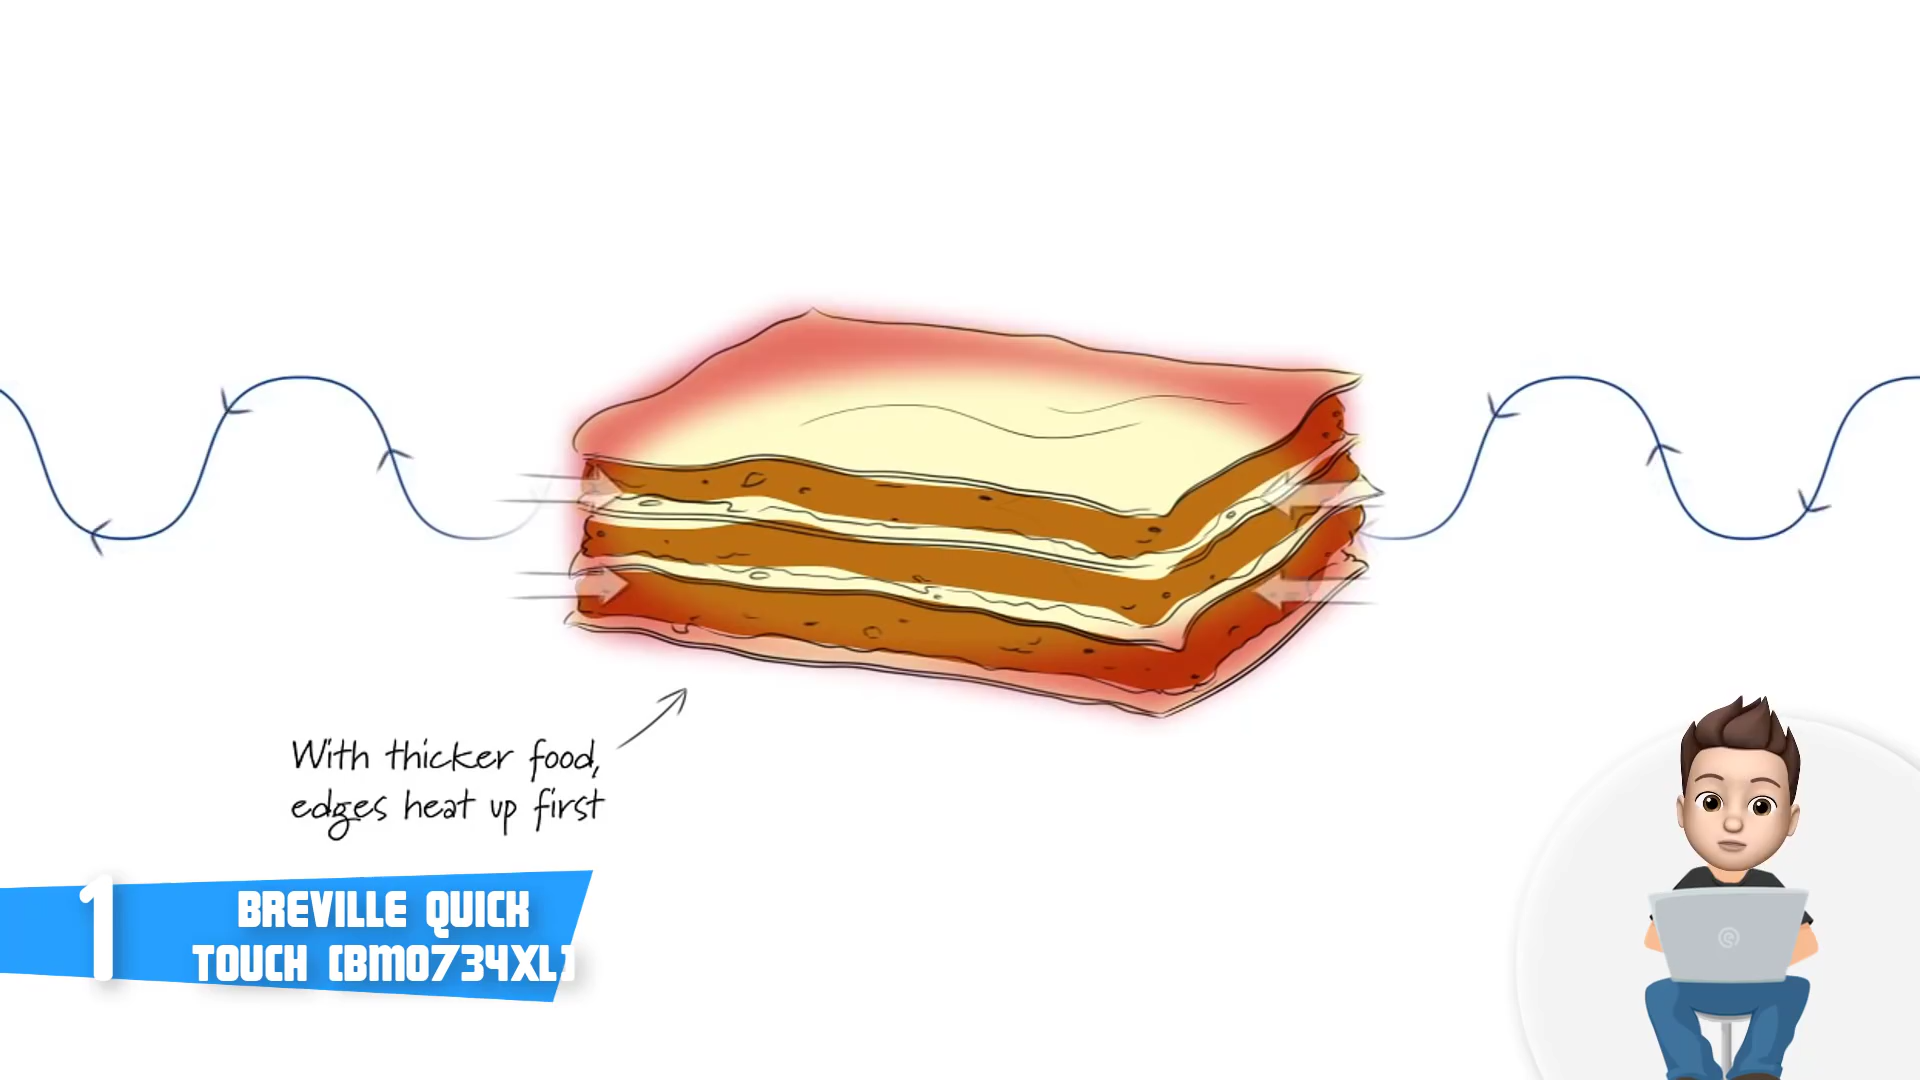 With thicker food,
edges heat up first
1
BREVILLE QUICK
TOUCH (BMO734XL)